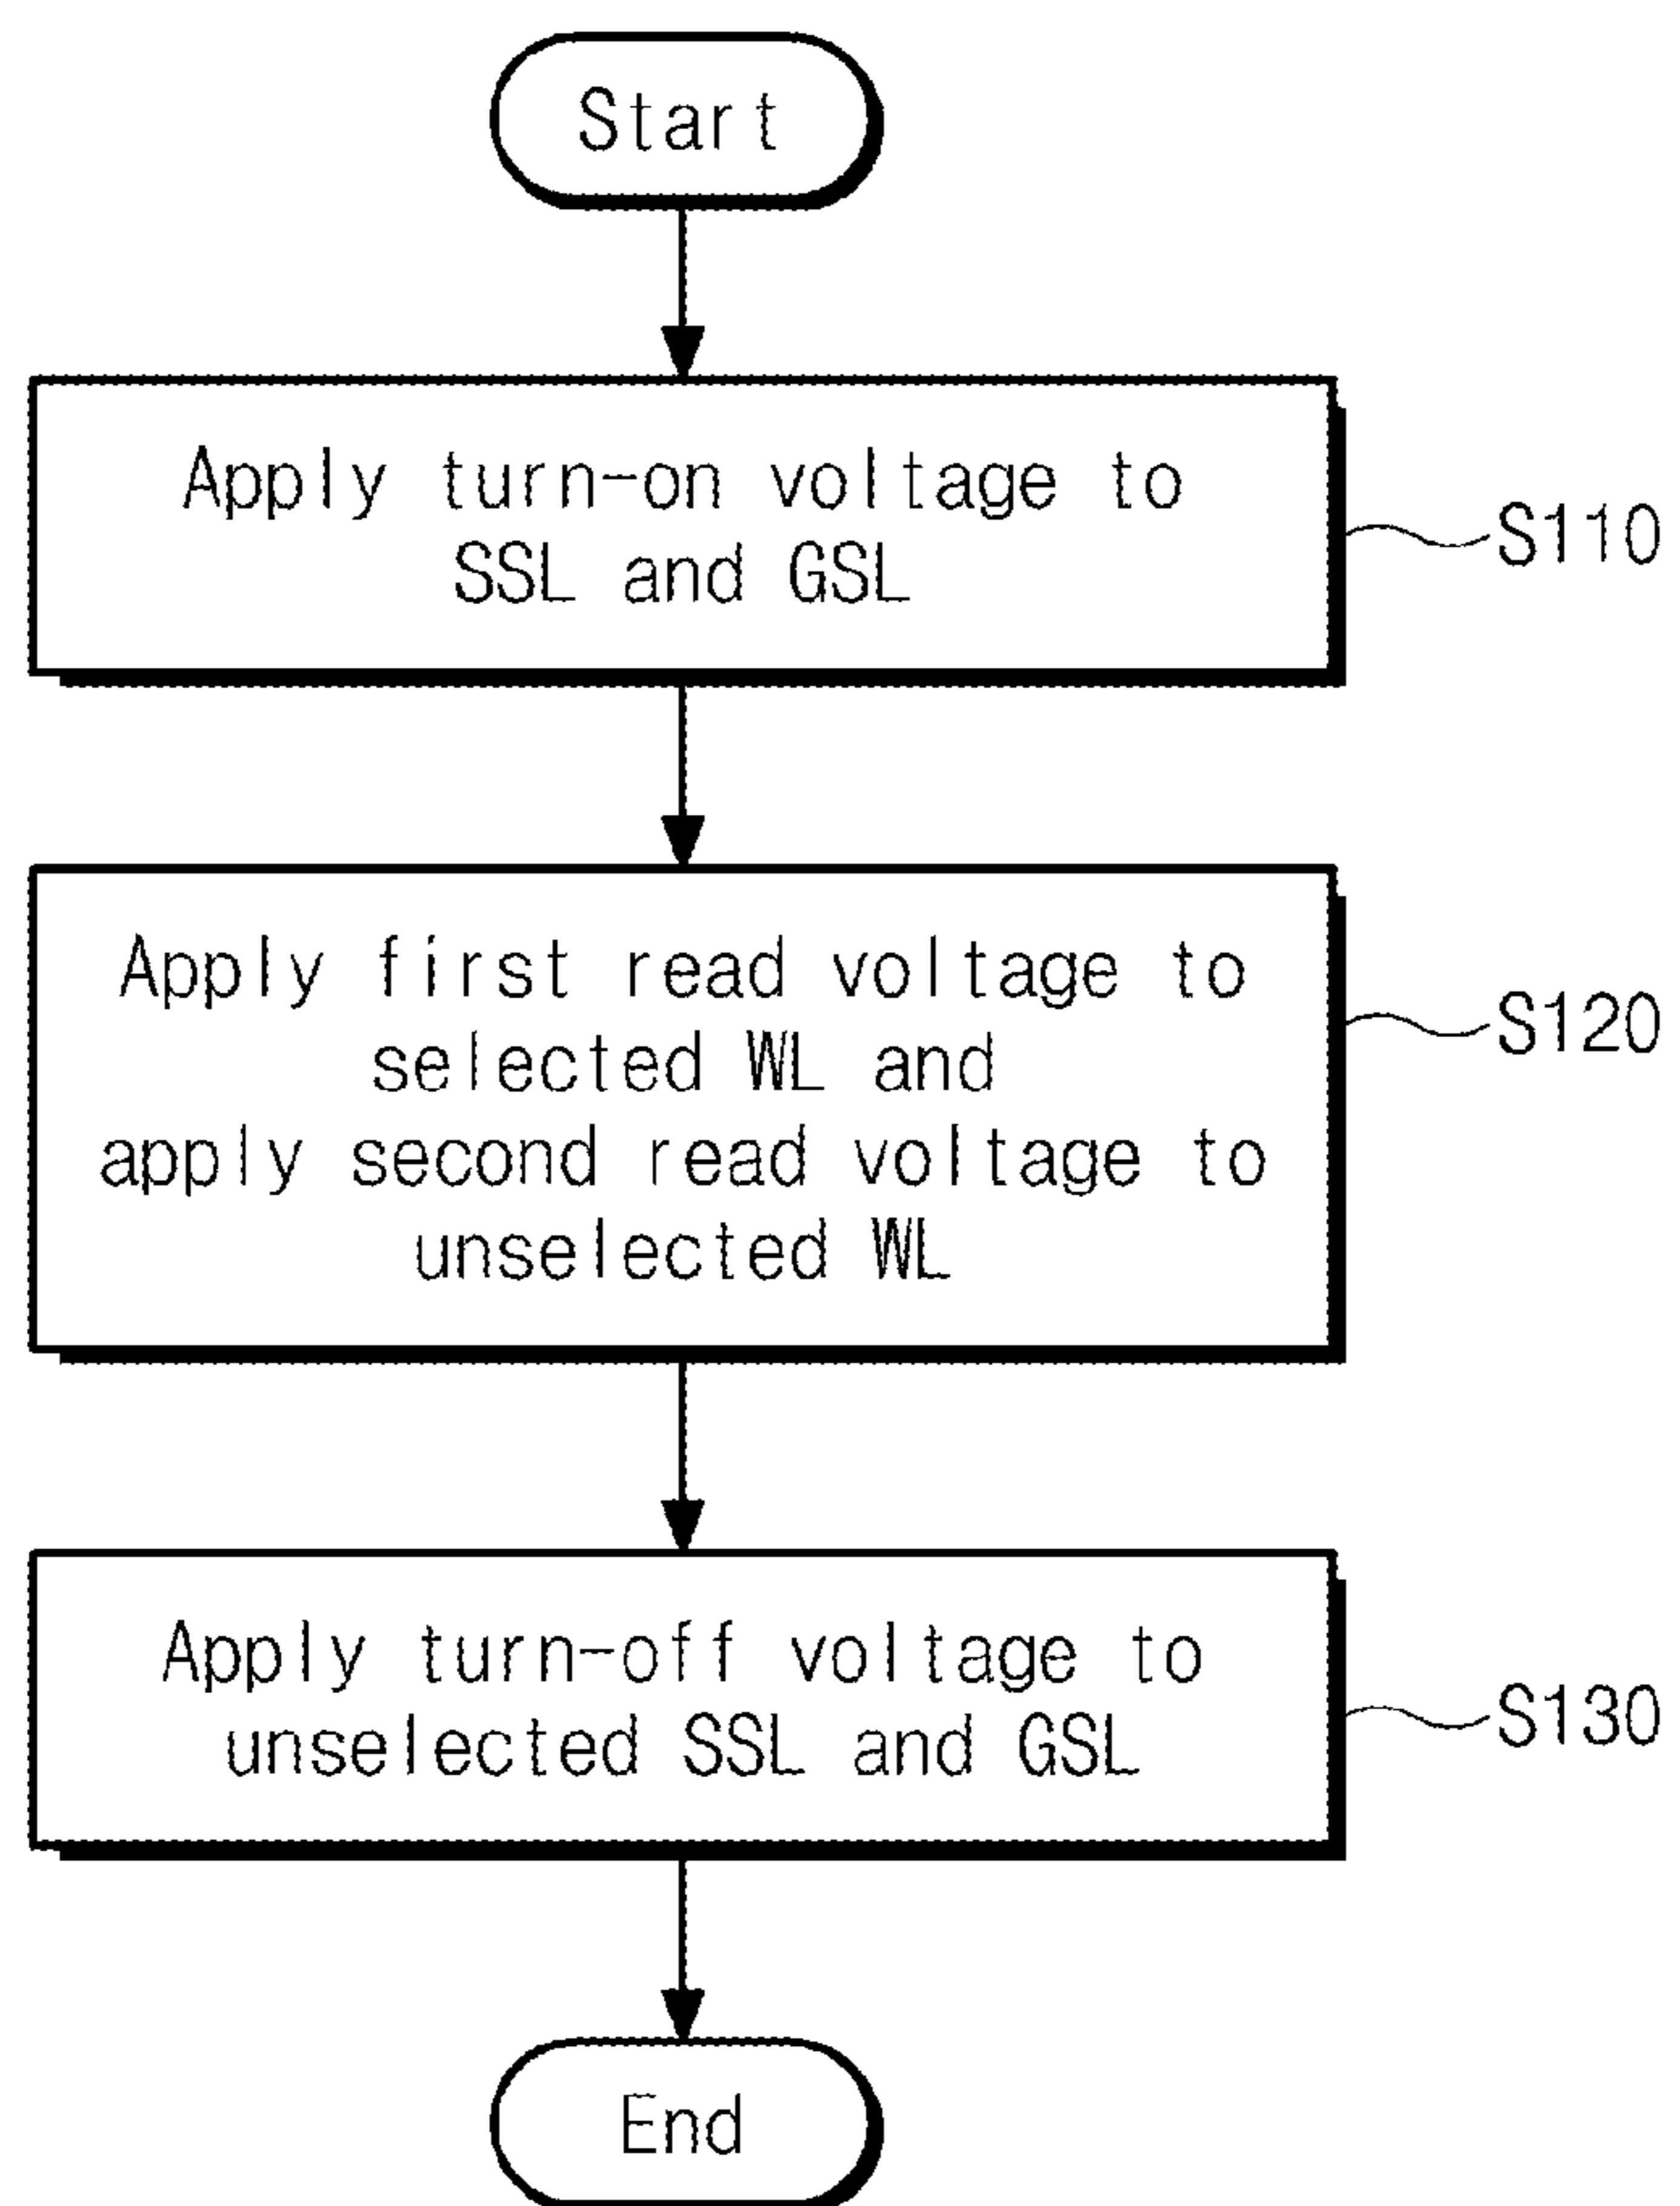 Start
Apply turn-on voltage to
SSL and GSL
S110
Apply first read voltage to
selected WL and
apply second read voltage to
unselected WL
S120
Apply turn-off voltage to
unselected SSL and GSL
S130
End